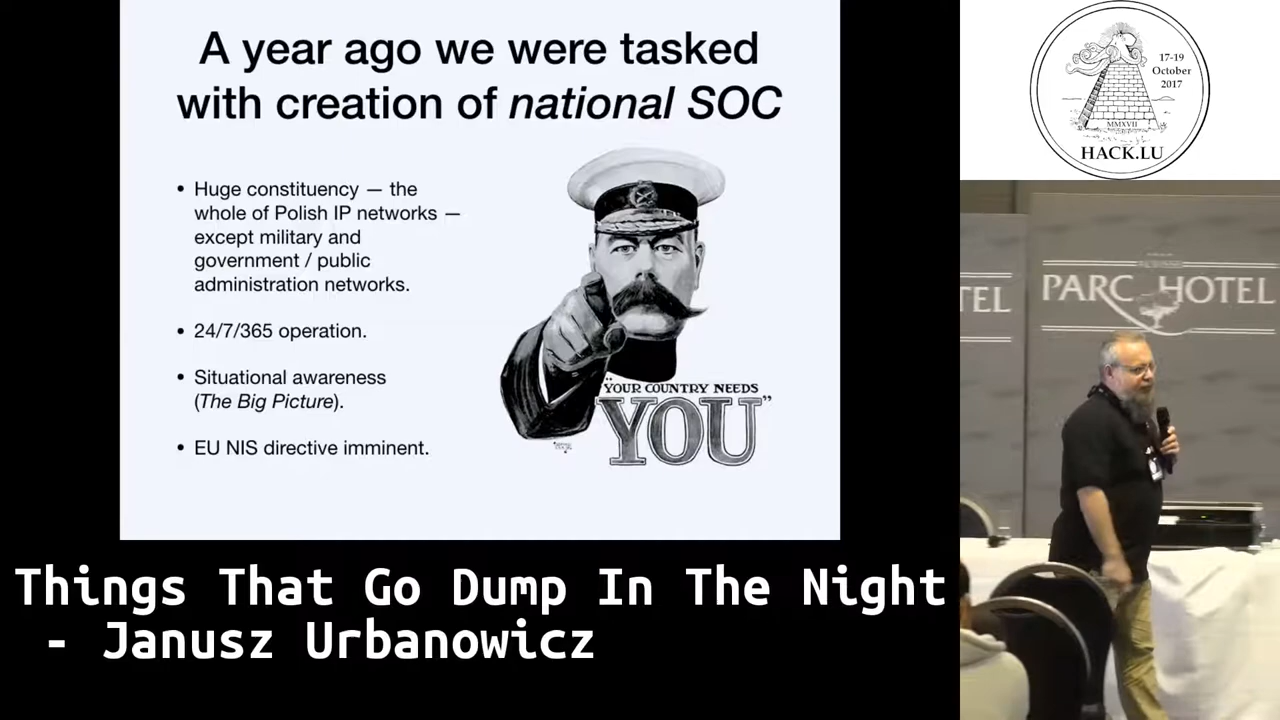 A year ago we were tasked
with creation of national SOC
• Huge constituency — the
whole of Polish IP networks —
except military and
government / public
administration networks.
• 24/7/365 operation.
• Situational awareness
(The Big Picture).
• EU NIS directive imminent.
"YOUR COUNTRY NEEDS
YOU"
17-19
October
2017
MMXVII
HACK.LU
TEL
PARC HOTEL
Things That Go Dump In The Night
- Janusz Urbanowicz